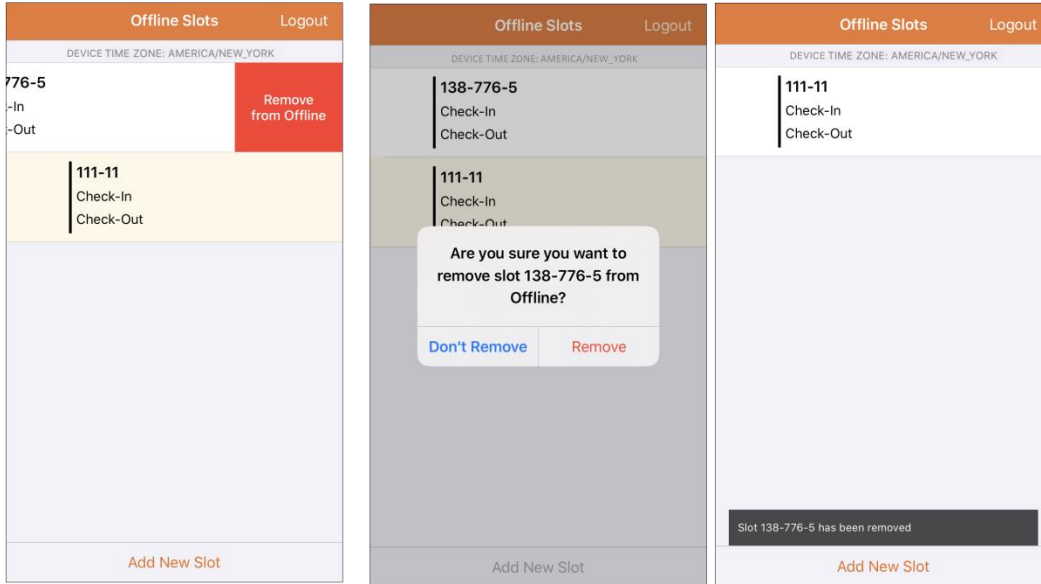 Offline Slots Logout
DEVICE TIME ZONE: AMERICA/NEW_YORK
776-5
-In
-Out
Remove
from Offline
111-11
Check-In
Check-Out
Add New Slot
Offline Slots Logout
DEVICE TIME ZONE: AMERICA/NEW_YORK
138-776-5
Check-In
Check-Out
111-11
Check-In
Check-Out
Are you sure you want to
remove slot 138-776-5 from
Offline?
Don't Remove Remove
Add New Slot
Offline Slots Logout
DEVICE TIME ZONE: AMERICA/NEW_YORK
111-11
Check-In
Check-Out
Slot 138-776-5 has been removed
Add New Slot